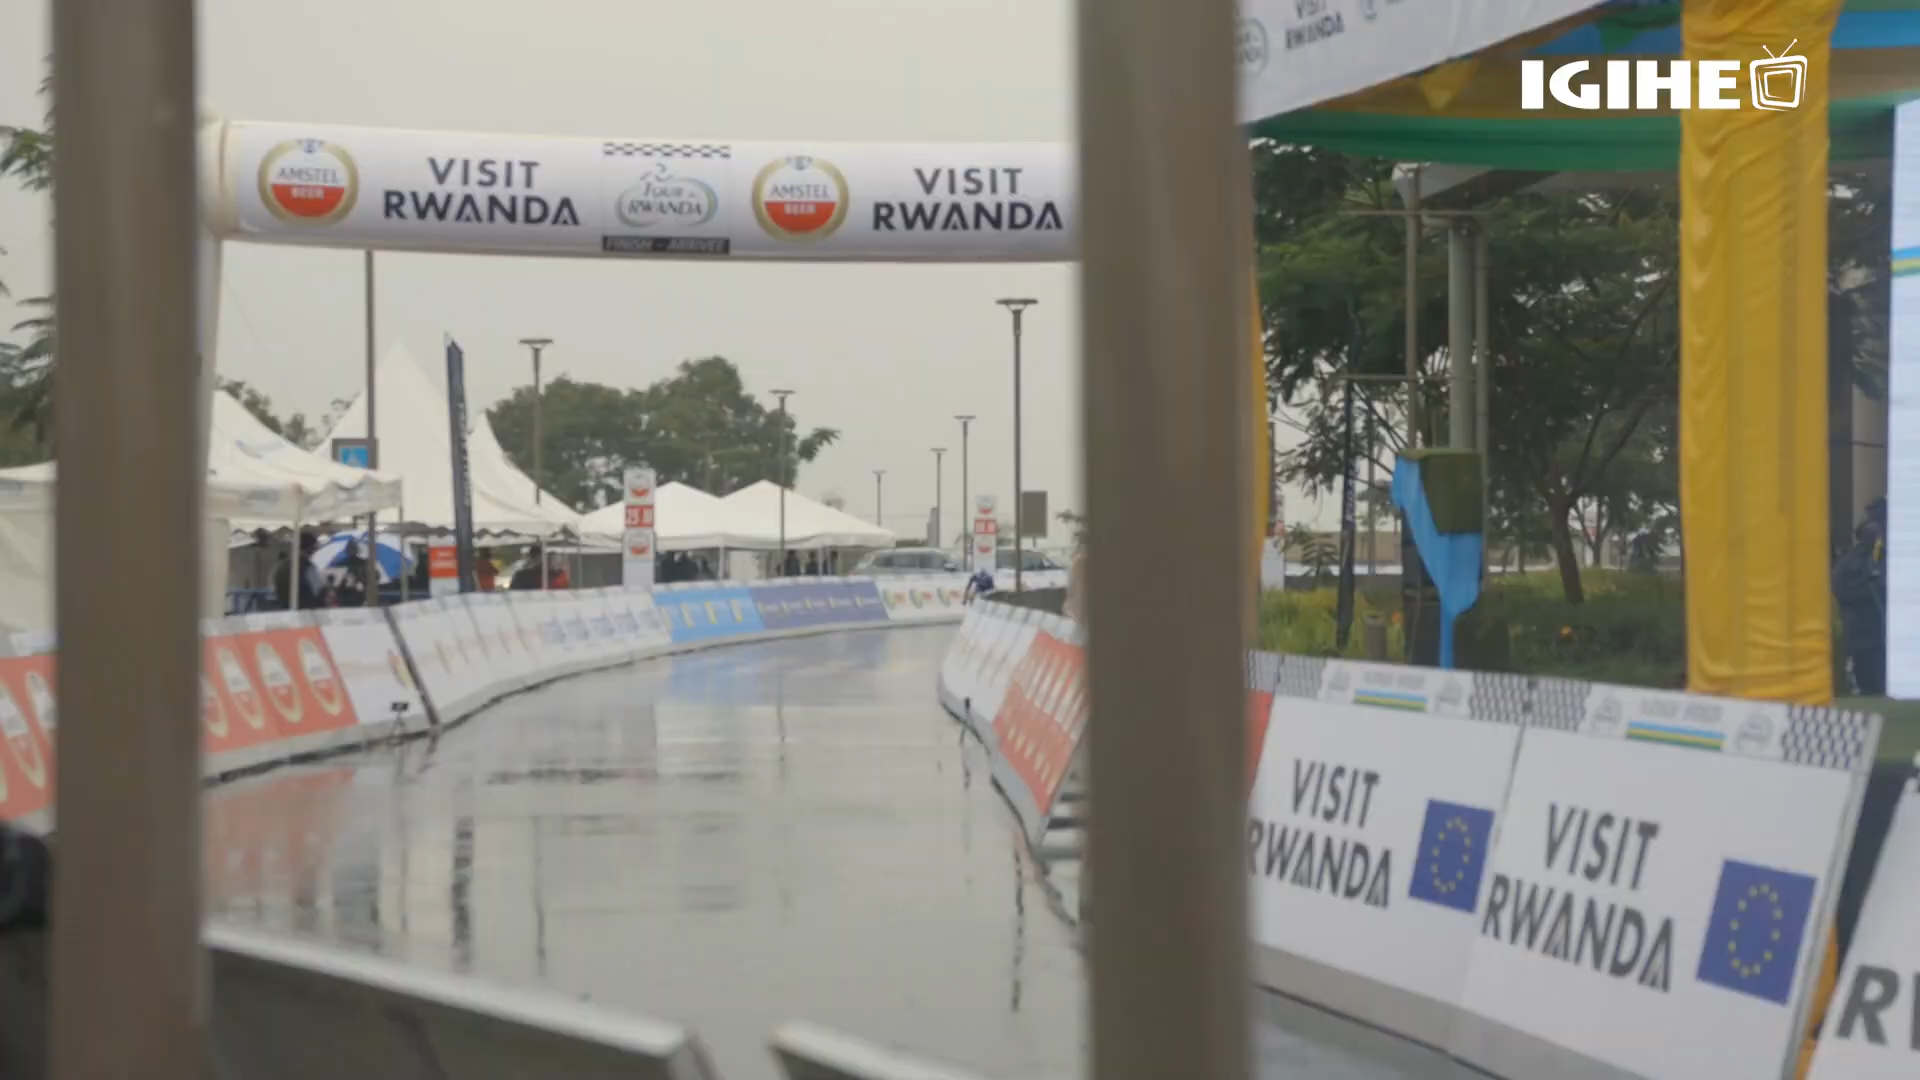 IGIHE
VISIT
RWANDA
AMSTEL
BEER
VISIT
RWANDA
TOUR du
RWANDA
FINISH - ARRIVEE
AMSTEL
BEER
VISIT
RWANDA
VISIT
RWANDA
VISIT
RWANDA